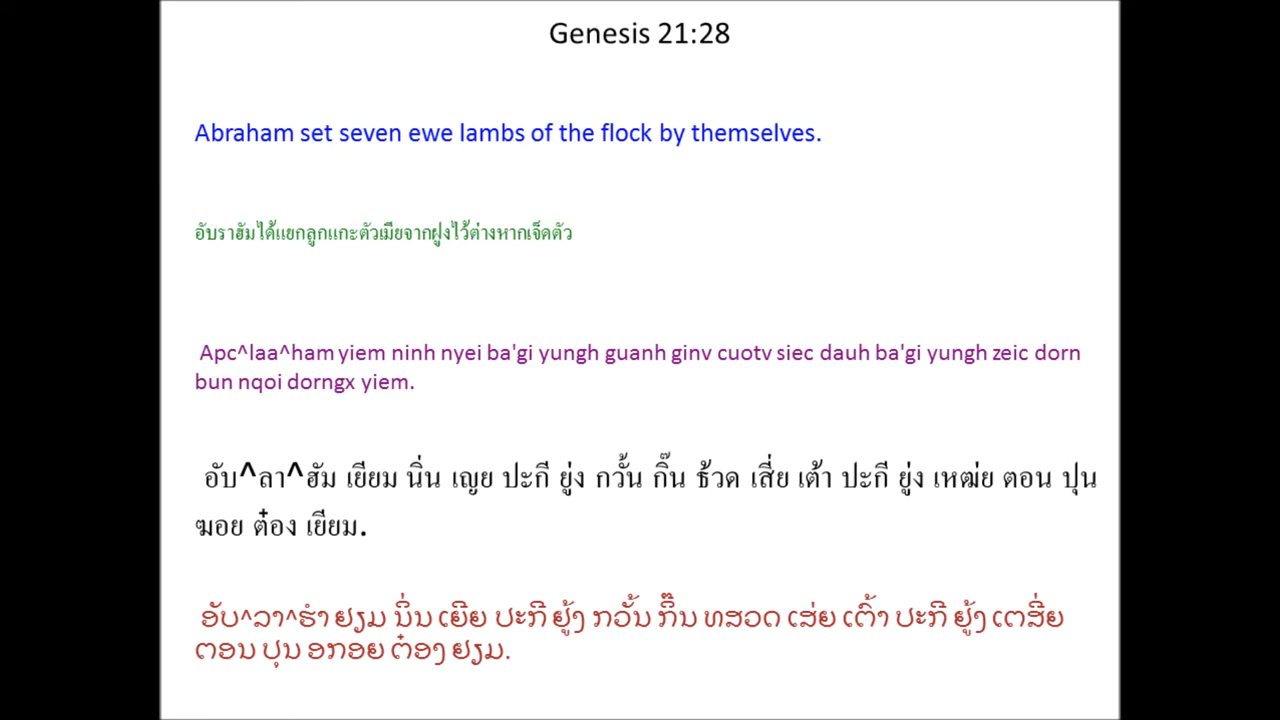 Genesis 21:28
Abraham set seven ewe lambs of the flock by themselves.
อับราฮัมได้แยกลูกแกะตัวเมียจากฝูงไว้ต่างหากเจ็ดตัว
Apc^laa^ham yiem ninh nyei ba'gi yungh guanh ginv cuotv siec dauh ba'gi yungh zeic dorn
bun nqoi dorngx yiem.
อับ^ลา^ฮัม เยียม นิ่น เญย ปะกี ยู่ง กวั้น กิ๊น ธ้วด เสี่ย เต้า ปะกี ยู่ง เหฒ่ย ตอน ปุน
ฆอย ต๋อง เยียม.
ອັບ^ລາ^ຮຳ ຢຽມ ນິ່ນ ເຍີຍ ປະກີ ຢູ້ງ ກວັ້ນ ກິ໊ນ ທສວດ ເສ່ຍ ເຕົ້າ ປະກີ ຢູ້ງ ເຕສີ່ຍ
ຕອນ ປຸນ ອກອຍ ຕ໋ອງ ຢຽມ.